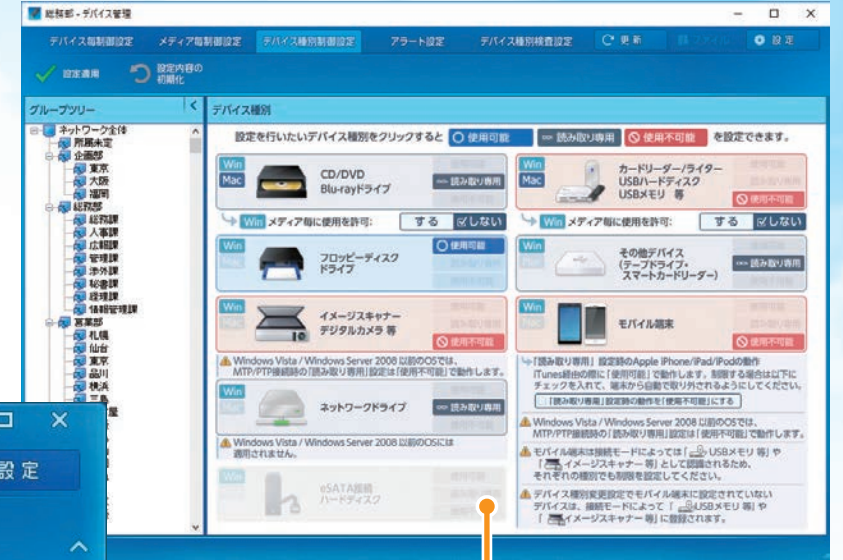 総務部 - デバイス管理
デバイス毎制御設定
メディア毎制御設定
デバイス種別制御設定
アラート設定
デバイス種別検査設定
更新
ファイル
設定
設定適用
設定内容の
初期化
グループツリー
デバイス種別
ネットワーク全体
所属未定
企画部
東京
大阪
福岡
総務部
総務課
人事課
広報課
管理課
渉外課
秘書課
経理課
情報管理課
営業部
札幌
仙台
東京
品川
横浜
三島
設定を行いたいデバイス種別をクリックすると 使用可能 読み取り専用 使用不可能 を設定できます。
Win
Mac
CD/DVD
Blu-rayドライブ
読み取り専用
Win メディア毎に使用を許可: する しない
Win
フロッピーディスク
ドライブ
使用可能
Win
Mac
イメージスキャナー
デジタルカメラ 等
使用不可能
Windows Vista / Windows Server 2008 以前のOSでは、
MTP/PTP接続時の「読み取り専用」設定は「使用不可能」で動作します。
Win
ネットワークドライブ
読み取り専用
Windows Vista / Windows Server 2008 以前のOSには
適用されません。
Win
eSATA接続
ハードディスク
Win
Mac
カードリーダー/ライター
USBハードディスク
USBメモリ 等
使用不可能
Win メディア毎に使用を許可: する しない
Win
その他デバイス
(テープドライブ・
スマートカードリーダー)
読み取り専用
Win
モバイル端末
使用不可能
「読み取り専用」設定時のApple iPhone/iPad/iPodの動作
iTunes経由の際に「使用可能」で動作します。制限する場合は以下に
チェックを入れて、端末から自動で取り外されるようにしてください。
「読み取り専用」設定時の動作を「使用不可能」にする
Windows Vista / Windows Server 2008 以前のOSでは、
MTP/PTP接続時の「読み取り専用」設定は「使用不可能」で動作します。
モバイル端末は接続モードによっては「USBメモリ 等」や
「イメージスキャナー 等」として認識されるため、
それぞれの種別でも制限を設定してください。
デバイス種別変更設定でモバイル端末に設定されていない
デバイスは、接続モードによって「USBメモリ 等」や
「イメージスキャナー 等」に登録されます。
設定